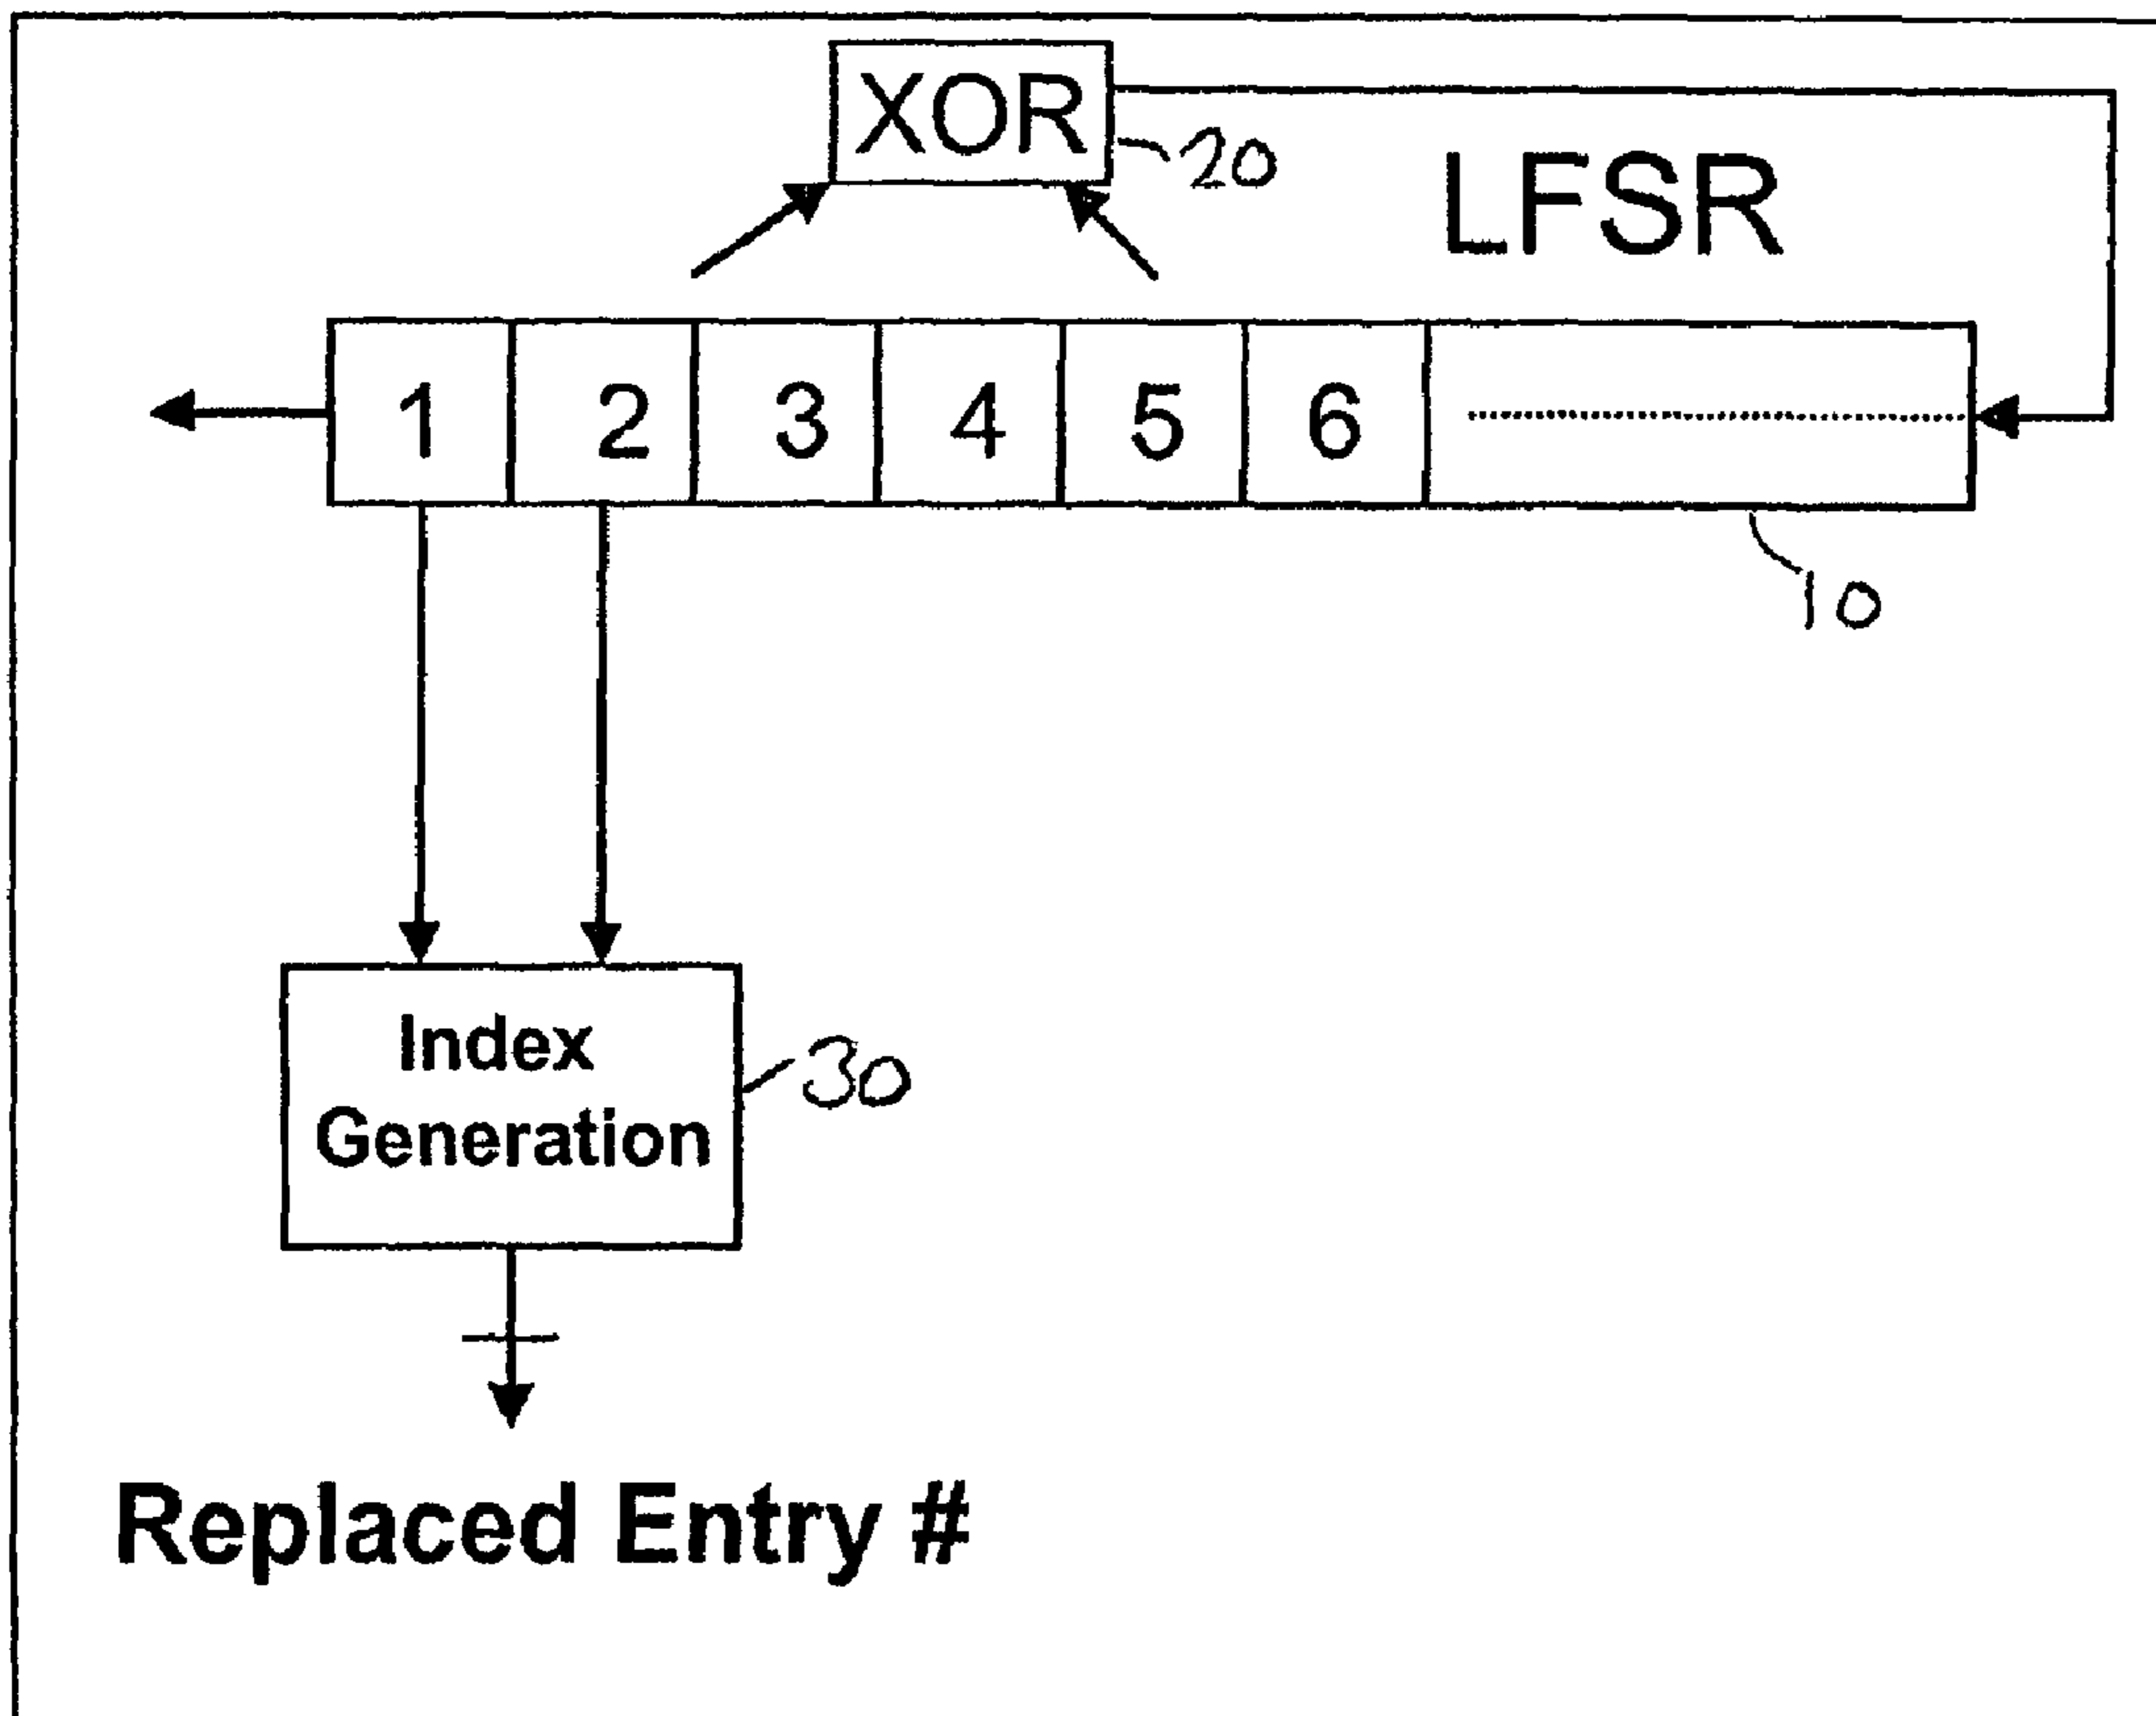 XOR
20
LFSR
1 2 3 4 5 6
10
Index
Generation
30
Replaced Entry #